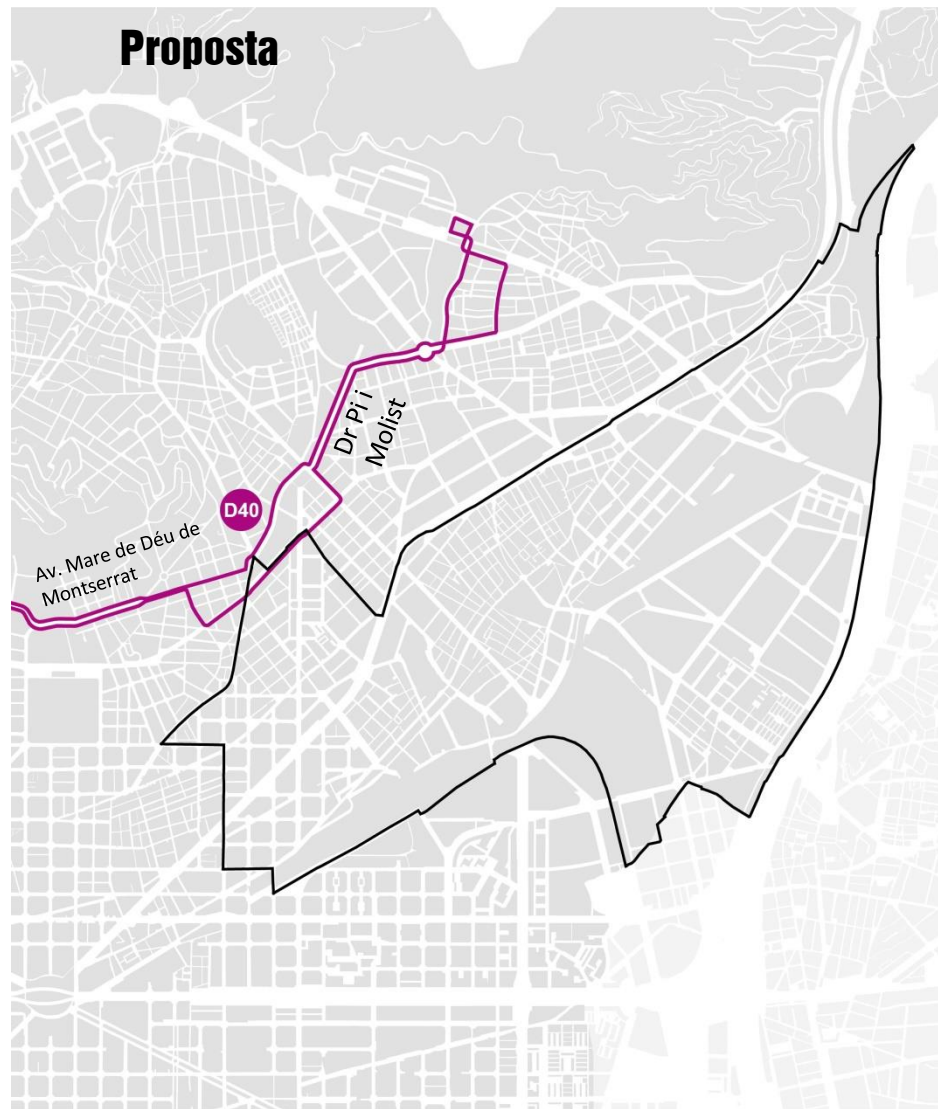 Proposta
Dr Pi i
Molist
D40
Av. Mare de Déu de
Montserrat